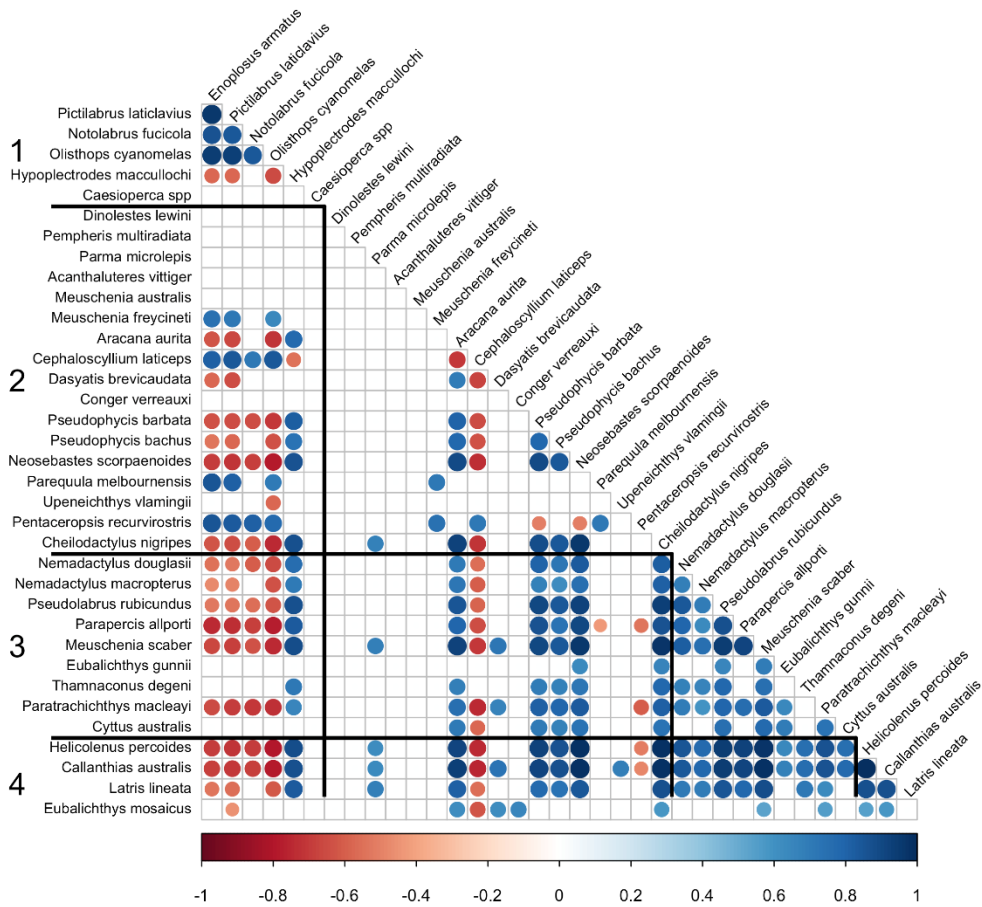 Enoplosus armatus
Pictilabrus laticlavius
Notolabrus fucicola
Olisthops cyanomelas
Hypoplectrodes maccullochi
Caesioperca spp
Dinolestes lewini
Pempheris multiradiata
Parma microlepis
Acanthaluteres vittiger
Meuschenia australis
Meuschenia freycineti
Aracana aurita
Cephaloscyllium laticeps
Dasyatis brevicaudata
Conger verreauxi
Pseudophycis barbata
Pseudophycis bachus
Neosebastes scorpaenoides
Parequula melbournensis
Upeneichthys vlamingii
Pentaceropsis recurvirostris
Cheilodactylus nigripes
Nemadactylus douglasii
Nemadactylus macropterus
Pseudolabrus rubicundus
Parapercis allporti
Meuschenia scaber
Eubalichthys gunnii
Thamnaconus degeni
Paratrachichthys macleayi
Cyttus australis
Helicolenus percoides
Callanthias australis
Latris lineata
1
2
3
4
Pictilabrus laticlavius
Notolabrus fucicola
Olisthops cyanomelas
Hypoplectrodes maccullochi
Caesioperca spp
Dinolestes lewini
Pempheris multiradiata
Parma microlepis
Acanthaluteres vittiger
Meuschenia australis
Meuschenia freycineti
Aracana aurita
Cephaloscyllium laticeps
Dasyatis brevicaudata
Conger verreauxi
Pseudophycis barbata
Pseudophycis bachus
Neosebastes scorpaenoides
Parequula melbournensis
Upeneichthys vlamingii
Pentaceropsis recurvirostris
Cheilodactylus nigripes
Nemadactylus douglasii
Nemadactylus macropterus
Pseudolabrus rubicundus
Parapercis allporti
Meuschenia scaber
Eubalichthys gunnii
Thamnaconus degeni
Paratrachichthys macleayi
Cyttus australis
Helicolenus percoides
Callanthias australis
Latris lineata
Eubalichthys mosaicus
-1 -0.8 -0.6 -0.4 -0.2 0 0.2 0.4 0.6 0.8 1